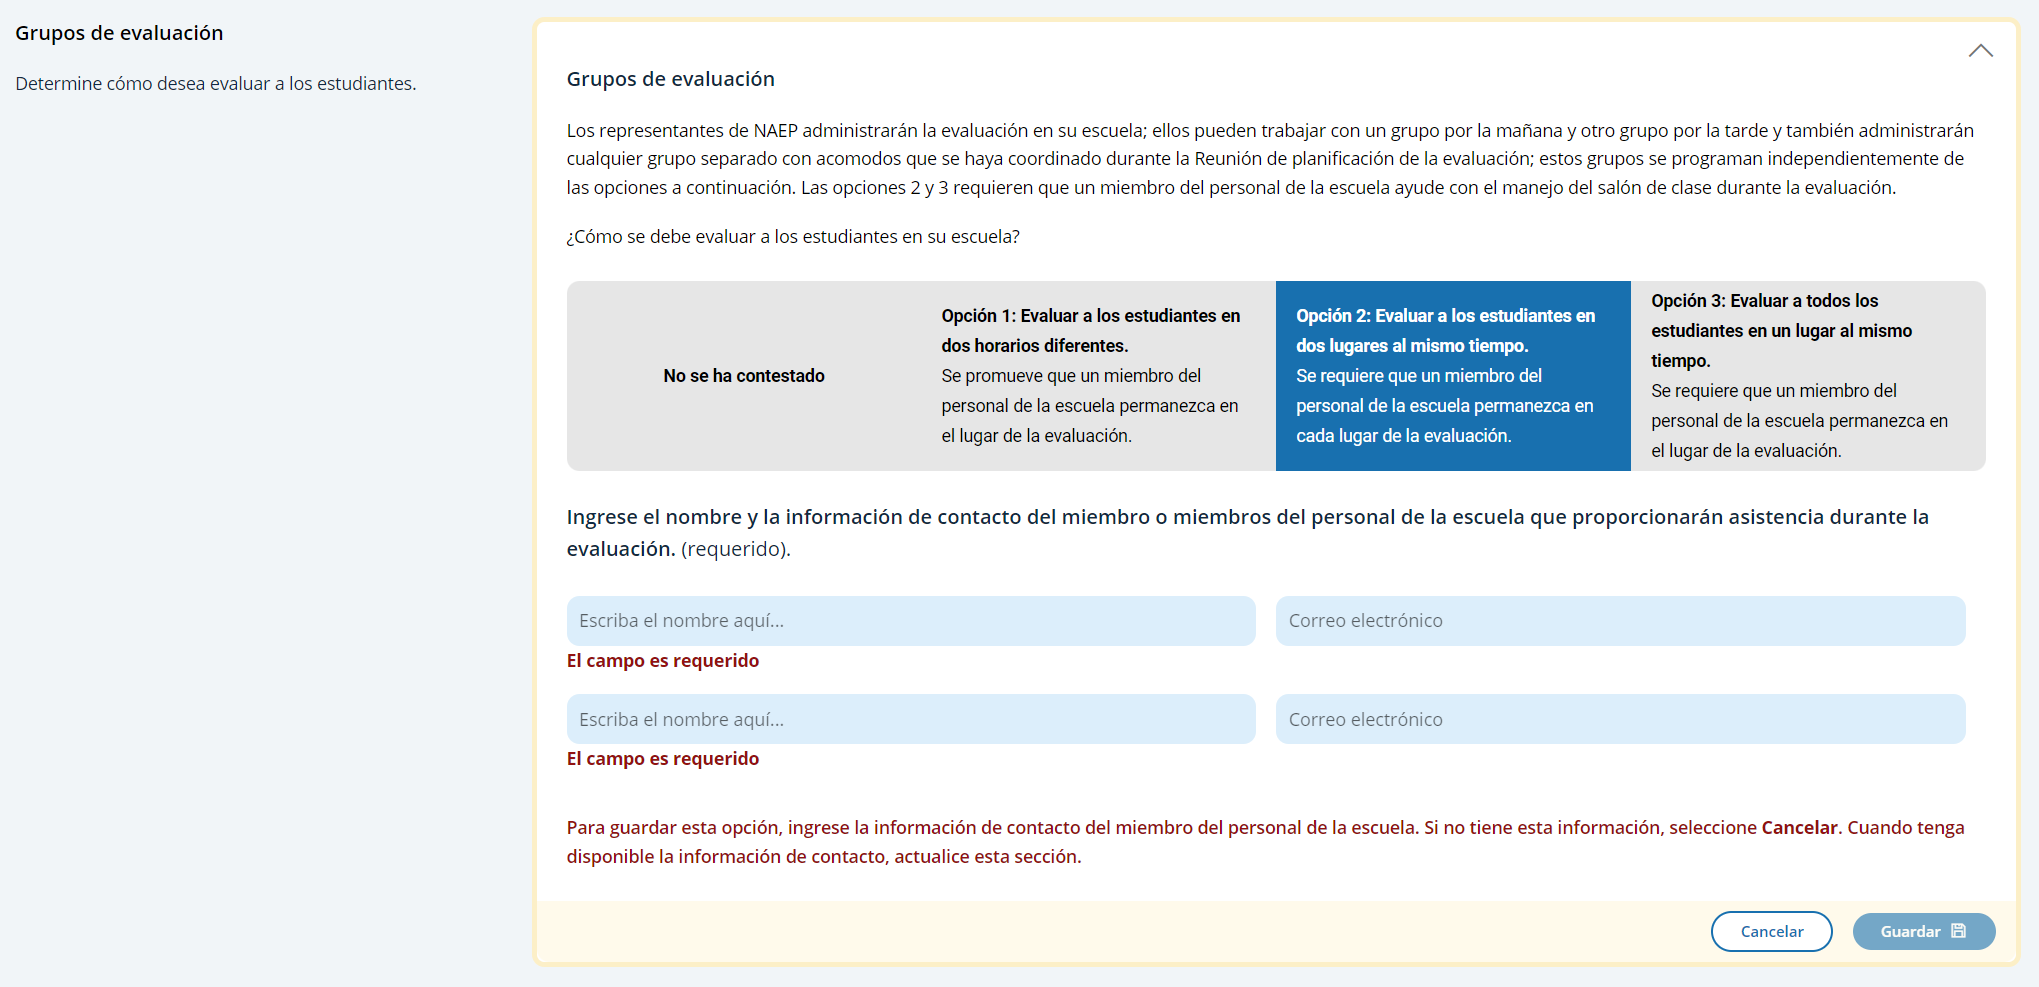 Grupos de evaluación
Determine cómo desea evaluar a los estudiantes.
Grupos de evaluación
Los representantes de NAEP administrarán la evaluación en su escuela; ellos pueden trabajar con un grupo por la mañana y otro grupo por la tarde y también administrarán
cualquier grupo separado con acomodos que se haya coordinado durante la Reunión de planificación de la evaluación; estos grupos se programan independientemente de
las opciones a continuación. Las opciones 2 y 3 requieren que un miembro del personal de la escuela ayude con el manejo del salón de clase durante la evaluación.
¿Cómo se debe evaluar a los estudiantes en su escuela?
No se ha contestado
Opción 1: Evaluar a los estudiantes en
dos horarios diferentes.
Se promueve que un miembro del
personal de la escuela permanezca en
el lugar de la evaluación.
Opción 2: Evaluar a los estudiantes en
dos lugares al mismo tiempo.
Se requiere que un miembro del
personal de la escuela permanezca en
cada lugar de la evaluación.
Opción 3: Evaluar a todos los
estudiantes en un lugar al mismo
tiempo.
Se requiere que un miembro del
personal de la escuela permanezca en
el lugar de la evaluación.
Ingrese el nombre y la información de contacto del miembro o miembros del personal de la escuela que proporcionarán asistencia durante la
evaluación. (requerido).
Escriba el nombre aquí...
Correo electrónico
El campo es requerido
Escriba el nombre aquí...
Correo electrónico
El campo es requerido
Para guardar esta opción, ingrese la información de contacto del miembro del personal de la escuela. Si no tiene esta información, seleccione Cancelar. Cuando tenga
disponible la información de contacto, actualice esta sección.
Cancelar
Guardar